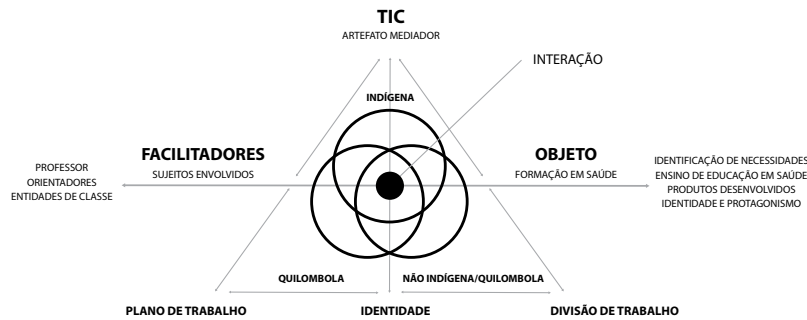 TIC
ARTEFATO MEDIADOR
INTERAÇÃO
INDÍGENA
FACILITADORES
SUJEITOS ENVOLVIDOS
OBJETO
FORMAÇÃO EM SAÚDE
PROFESSOR
ORIENTADORES
ENTIDADES DE CLASSE
IDENTIFICAÇÃO DE NECESSIDADES
ENSINO DE EDUCAÇÃO EM SAÚDE
PRODUTOS DESENVOLVIDOS
IDENTIDADE E PROTAGONISMO
QUILOMBOLA
NÃO INDÍGENA/QUILOMBOLA
PLANO DE TRABALHO
IDENTIDADE
DIVISÃO DE TRABALHO